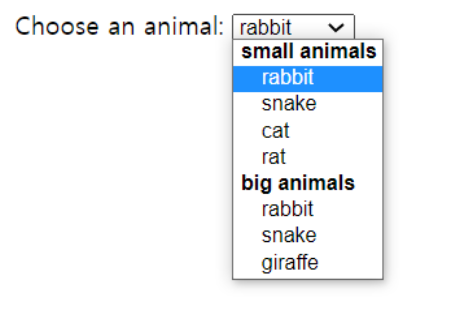 Choose an animal: rabbit
small animals
rabbit
snake
cat
rat
big animals
rabbit
snake
giraffe